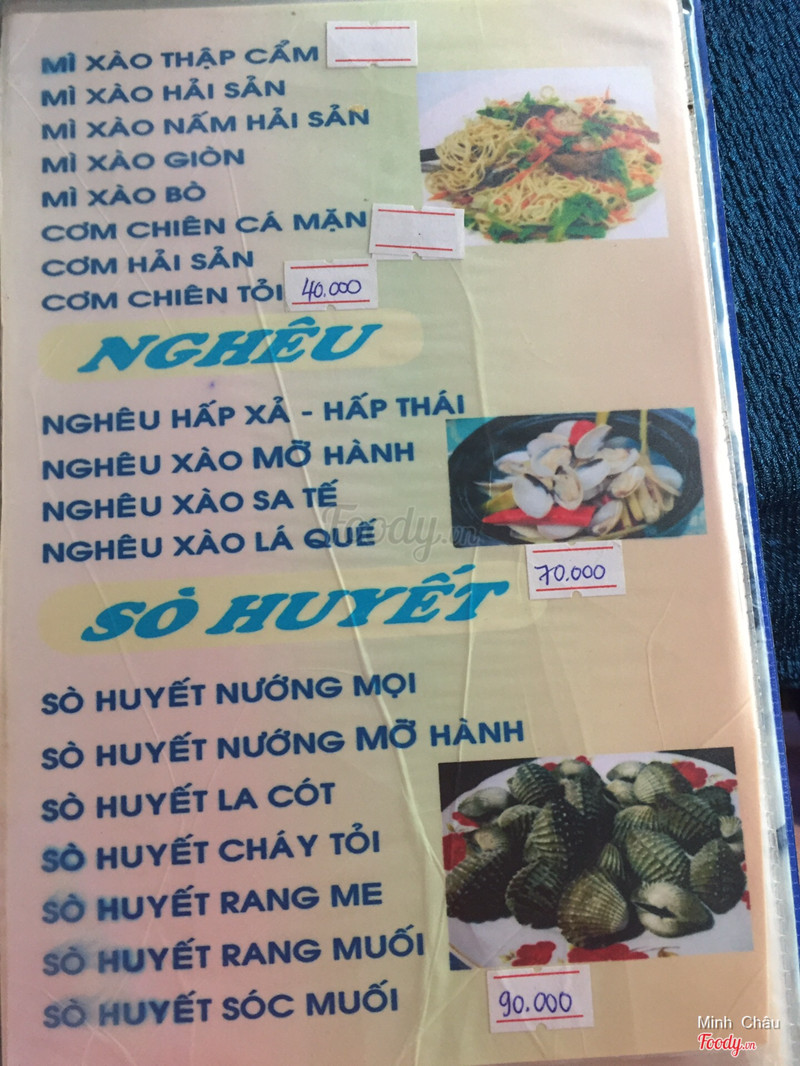 MÌ XÀO THẬP CẨM
MÌ XÀO HẢI SẢN
MÌ XÀO NẤM HẢI SẢN
MÌ XÀO GIÒN
MÌ XÀO BÒ
CƠM CHIÊN CÁ MẶN
CƠM HẢI SẢN
CƠM CHIÊN TỎI 40.000
NGHÊU
NGHÊU HẤP XẢ - HẤP THÁI
NGHÊU XÀO MỠ HÀNH
NGHÊU XÀO SA TẾ
NGHÊU XÀO LÁ QUẾ
Foody.vn
70.000
SÒ HUYẾT
SÒ HUYẾT NƯỚNG MỌI
SÒ HUYẾT NƯỚNG MỠ HÀNH
SÒ HUYẾT LA CÓT
SÒ HUYẾT CHÁY TỎI
SÒ HUYẾT RANG ME
SÒ HUYẾT RANG MUỐI
SÒ HUYẾT SÓC MUỐI
90.000
Minh Châu
Foody.vn